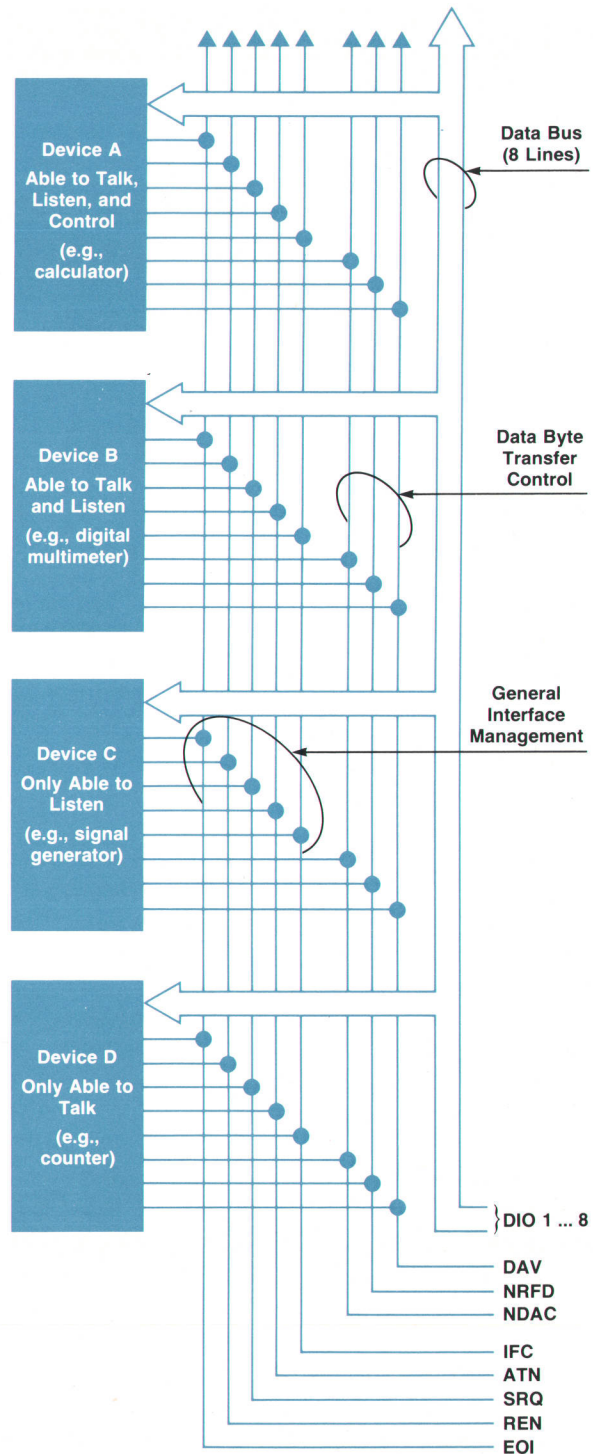 Device A
Able to Talk,
Listen, and
Control
(e.g.,
calculator)
Data Bus
(8 Lines)
Device B
Able to Talk
and Listen
(e.g., digital
multimeter)
Data Byte
Transfer
Control
Device C
Only Able to
Listen
(e.g., signal
generator)
General
Interface
Management
Device D
Only Able to
Talk
(e.g.,
counter)
} DIO 1 ... 8
DAV
NRFD
NDAC
IFC
ATN
SRQ
REN
EOI